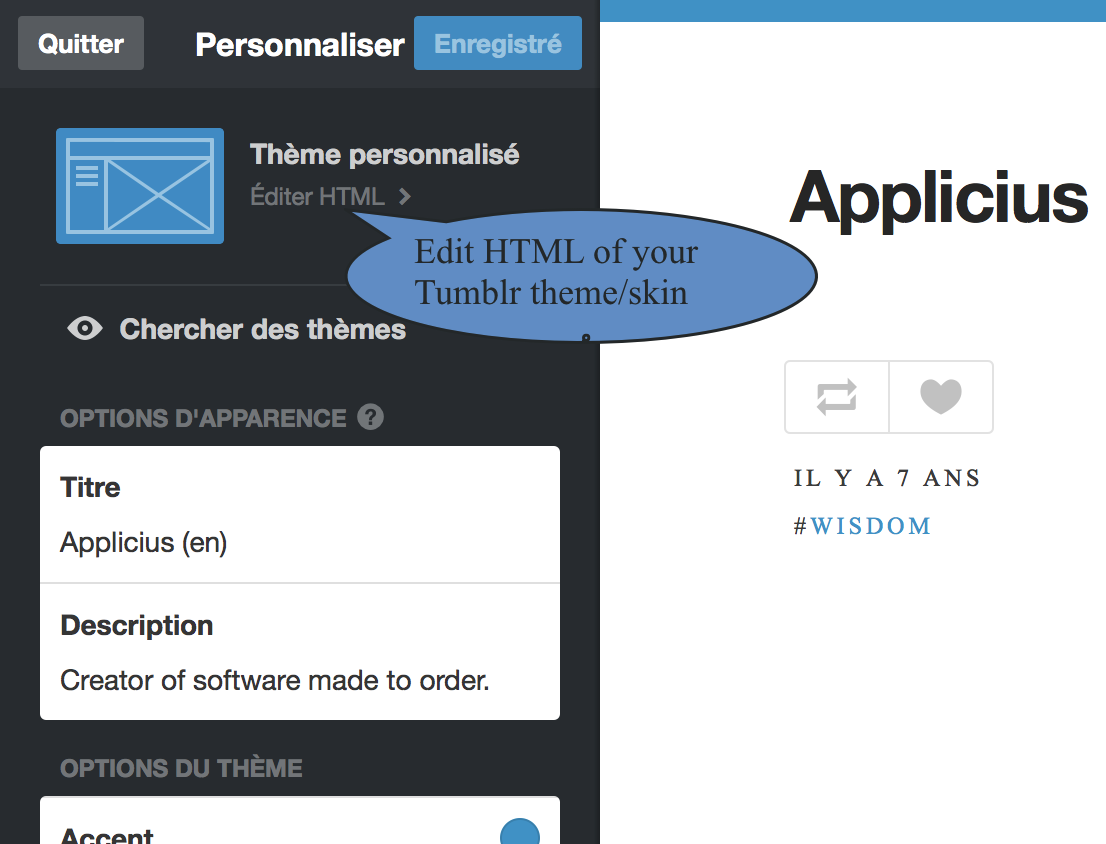 Quitter
Personnaliser
Enregistré
Thème personnalisé
Éditer HTML
Edit HTML of your
Tumblr theme/skin
Chercher des thèmes
OPTIONS D'APPARENCE ?
Titre
Applicius (en)
Description
Creator of software made to order.
OPTIONS DU THÈME
Accent
Applicius
IL Y A 7 ANS
#WISDOM